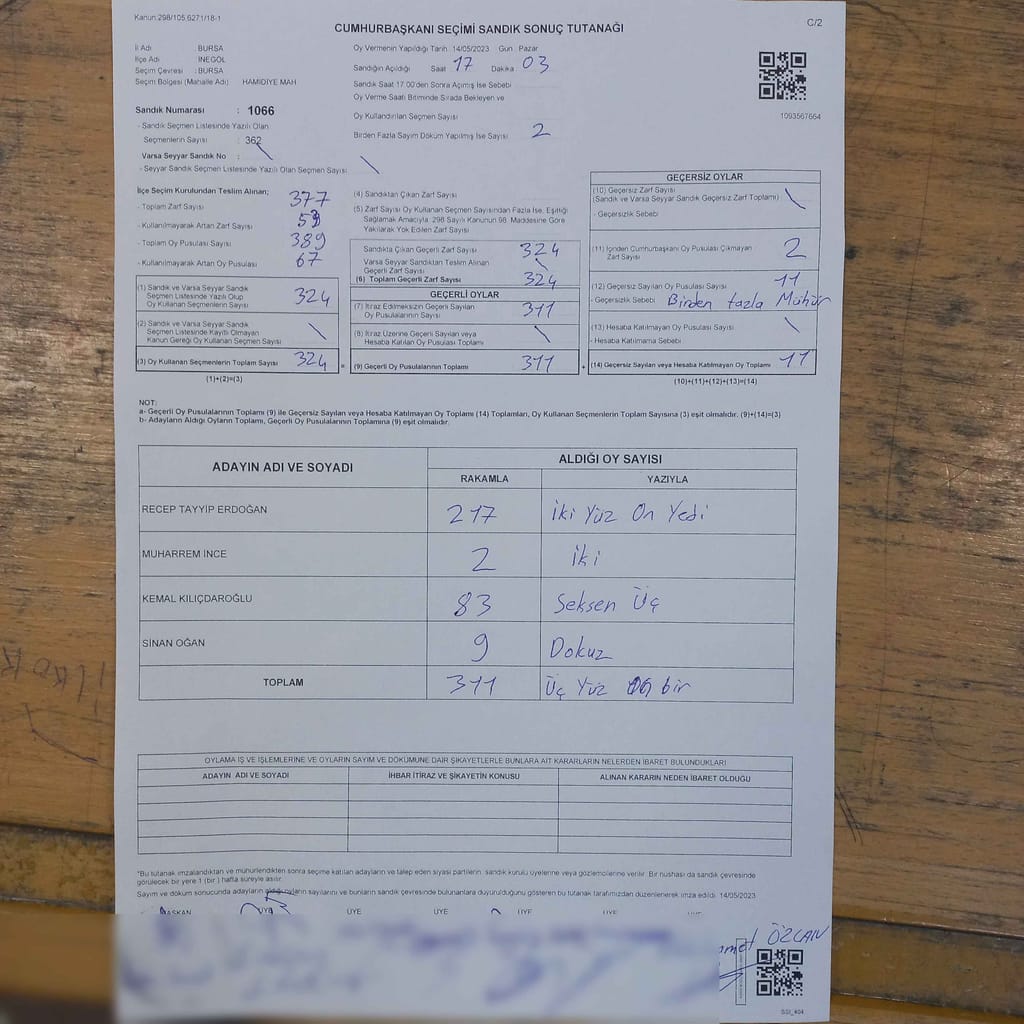 Kanun.298/105,6271/18-1
C/2
CUMHURBAŞKANI SEÇİMİ SANDIK SONUÇ TUTANAĞI
İl Adı : BURSA
İlçe Adı : İNEGÖL
Seçim Çevresi : BURSA
Seçim Bölgesi (Mahalle Adı) HAMİDİYE MAH
Sandık Numarası : 1066
- Sandık Seçmen Listesinde Yazılı Olan
Seçmenlerin Sayısı : 362
Varsa Seyyar Sandık No :
- Seyyar Sandık Seçmen Listesinde Yazılı Olan Seçmen Sayısı
Oy Vermenin Yapıldığı Tarih : 14/05/2023 Gün : Pazar
Sandığın Açıldığı Saat 17 Dakika 03
Sandık Saat 17.00'den Sonra Açımış İse Sebebi
Oy Verme Saati Bitiminde Sırada Bekleyen ve
Oy Kullandırılan Seçmen Sayısı
Birden Fazla Sayım Döküm Yapılmış İse Sayısı 2
1093567664
İlçe Seçim Kurulundan Teslim Alınan;
- Toplam Zarf Sayısı 377
- Kullanılmayarak Artan Zarf Sayısı 53
- Toplam Oy Pusulası Sayısı 389
- Kullanılmayarak Artan Oy Pusulası 67
(1) Sandık ve Varsa Seyyar Sandık
Seçmen Listesinde Yazılı Olup
Oy Kullanan Seçmenlerin Sayısı 324
(2) Sandık ve Varsa Seyyar Sandık
Seçmen Listesinde Kayıtlı Olmayan
Kanun Gereği Oy Kullanan Seçmenlerin Sayısı
(3) Oy Kullanan Seçmenlerin Toplam Sayısı 324 =
(1)+(2)=(3)
(4) Sandıktan Çıkan Zarf Sayısı
(5) Zarf Sayısı Oy Kullanan Seçmen Sayısından Fazla İse, Eşitliği
Sağlamak Amacıyla 298 Sayılı Kanunun 98. Maddesine Göre
Yakılarak Yok Edilen Zarf Sayısı
Sandıkta Çıkan Geçerli Zarf Sayısı 324
Varsa Seyyar Sandıktan Teslim Alınan
Geçerli Zarf Sayısı
(6) Toplam Geçerli Zarf Sayısı 324
GEÇERLİ OYLAR
(7) İtiraz Edilmeksizin Geçerli Sayılan
Oy Pusulasının Sayısı 311
(8) İtiraz Üzerine Geçerli Sayılan veya
Hesaba Katılan Oy Pusulası Toplamı
(9) Geçerli Oy Pusulalarının Toplamı 311 +
GEÇERSİZ OYLAR
(10) Geçersiz Zarf Sayısı
(Sandık ve Varsa Seyyar Sandık Geçersiz Zarf Toplamı)
- Geçersizlik Sebebi
(11) İçinden Cumhurbaşkanı Oy Pusulası Çıkmayan
Zarf Sayısı 2
(12) Geçersiz Sayılan Oy Pusulası Sayısı 11
- Geçersizlik Sebebi Birden fazla Mühür
(13) Hesaba Katılmayan Oy Pusulası Sayısı
- Hesaba Katılmama Sebebi
(14) Geçersiz Sayılan veya Hesaba Katılmayan Oy Toplamı 11
(10)+(11)+(12)+(13)=(14)
NOT:
a- Geçerli Oy Pusulalarının Toplamı (9) ile Geçersiz Sayılan veya Hesaba Katılmayan Oy Toplamı (14) Toplamları, Oy Kullanan Seçmenlerin Toplam Sayısına (3) eşit olmalıdır. (9)+(14)=(3)
b- Adayların Aldığı Oyların Toplamı, Geçerli Oy Pusulalarının Toplamına (9) eşit olmalıdır.
ADAYIN ADI VE SOYADI ALDIĞI OY SAYISI
RAKAMLA YAZIYLA
RECEP TAYYİP ERDOĞAN 217 İki Yüz On Yedi
MUHARREM İNCE 2 İki
KEMAL KILIÇDAROĞLU 83 Seksen Üç
SİNAN OĞAN 9 Dokuz
TOPLAM 311 Üç Yüz On bir
OYLAMA İŞ VE İŞLEMLERİNE VE OYLARIN SAYIM VE DÖKÜMÜNE DAİR ŞİKAYETLERLE BUNLARA AİT KARARLARIN NELERDEN İBARET BULUNDUKLARI
ADAYIN ADI VE SOYADI İHBAR İTİRAZ VE ŞİKAYETİN KONUSU ALINAN KARARIN NEDEN İBARET OLDUĞU
*Bu tutanak imzalandıktan ve mühürlendikten sonra seçime katılan adayların ve talep eden siyasi partilerin sandık kurulu üyelerine veya gözlemcilerine verilir. Bir nüshası da sandık çevresinde
görülecek bir yere 1 (bir) hafta süreyle asılır.
Sayım ve döküm sonucunda adayların aldığı oyların sayılarını ve bunların sandık çevresinde bulunanlara duyurulduğunu gösteren bu tutanak tarafımızdan düzenlenerek imza edildi. 14/05/2023
BAŞKAN ÜYE ÜYE ÜYE ÜYE ÜYE
ÖZCAN